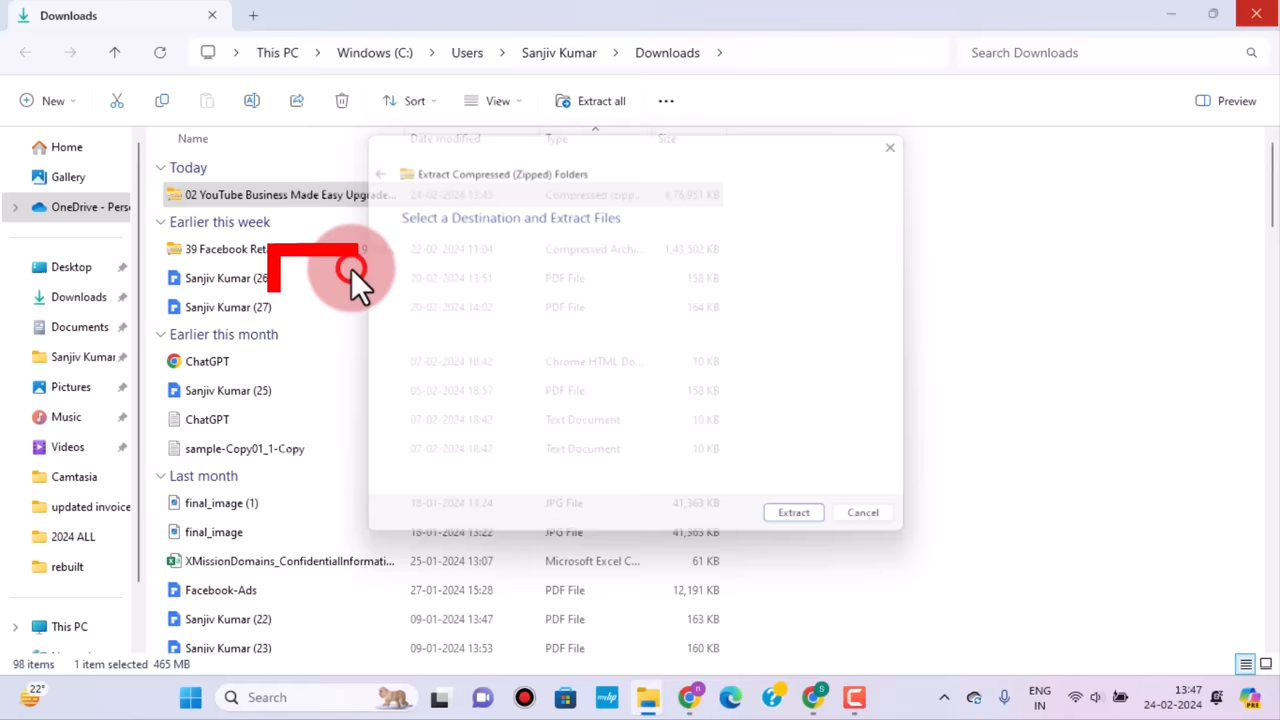 Downloads
This PC > Windows (C:) > Users > Sanjiv Kumar > Downloads >
Search Downloads
New
Sort
View
Extract all
Preview
Home
Gallery
OneDrive - Pers
Desktop
Downloads
Documents
Sanjiv Kumar
Pictures
Music
Videos
Camtasia
updated invoice
2024 ALL
rebuilt
This PC
Name Date modified Type Size
Today
02 YouTube Business Made Easy Upgrade... 24-02-2024 13:45 Compressed (zipp... 4,76,951 KB
Earlier this week
39 Facebook Ret 9 22-02-2024 11:04 Compressed Archi... 1,43,502 KB
Sanjiv Kumar (26 20-02-2024 13:51 PDF File 158 KB
Sanjiv Kumar (27) 20-02-2024 14:02 PDF File 164 KB
Earlier this month
ChatGPT 07-02-2024 18:42 Chrome HTML Do... 10 KB
Sanjiv Kumar (25) 05-02-2024 18:57 PDF File 158 KB
ChatGPT 07-02-2024 18:42 Text Document 10 KB
sample-Copy01_1-Copy 07-02-2024 18:42 Text Document 10 KB
Last month
final_image (1) 18-01-2024 13:24 JPG File 41,363 KB
final_image 18-01-2024 13:22 JPG File 41,363 KB
XMissionDomains_ConfidentialInformati... 25-01-2024 13:07 Microsoft Excel C... 61 KB
Facebook-Ads 27-01-2024 15:28 PDF File 12,191 KB
Sanjiv Kumar (22) 09-01-2024 13:47 PDF File 163 KB
Sanjiv Kumar (23) 09-01-2024 13:53 PDF File 160 KB
Extract Compressed (Zipped) Folders
Select a Destination and Extract Files
Extract
Cancel
98 items 1 item selected 465 MB
22°
Search
myhp
n
S
ENG
IN
13:47
24-02-2024
PRE